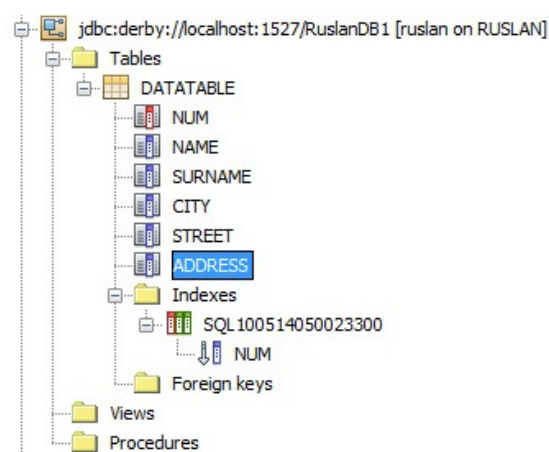 jdbc:derby://localhost:1527/RuslanDB1 [ruslan on RUSLAN]
Tables
DATATABLE
NUM
NAME
SURNAME
CITY
STREET
ADDRESS
Indexes
SQL100514050023300
NUM
Foreign keys
Views
Procedures